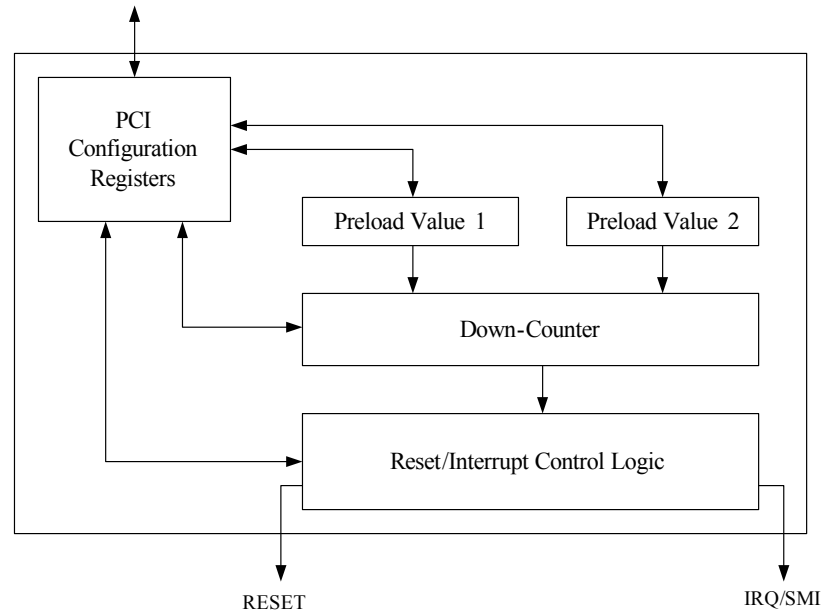 PCI
Configuration
Registers
Preload Value 1
Preload Value 2
Down-Counter
Reset/Interrupt Control Logic
RESET
IRQ/SMI